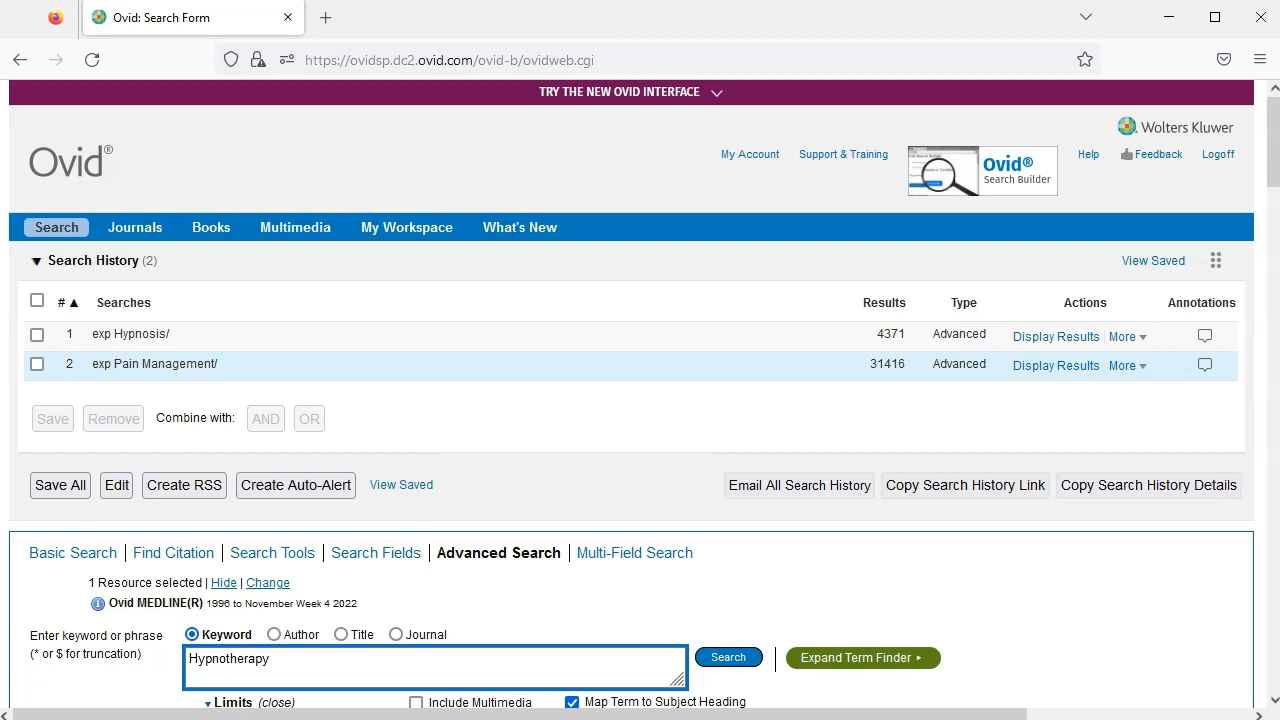 Ovid: Search Form
https://ovidsp.dc2.ovid.com/ovid-b/ovidweb.cgi
TRY THE NEW OVID INTERFACE
Wolters Kluwer
Ovid®
My Account Support & Training Ovid® Search Builder Help Feedback Logoff
Search Journals Books Multimedia My Workspace What's New
Search History (2) View Saved
# ▲ Searches Results Type Actions Annotations
1 exp Hypnosis/ 4371 Advanced Display Results More
2 exp Pain Management/ 31416 Advanced Display Results More
Save Remove Combine with: AND OR
Save All Edit Create RSS Create Auto-Alert View Saved Email All Search History Copy Search History Link Copy Search History Details
Basic Search | Find Citation | Search Tools | Search Fields | Advanced Search | Multi-Field Search
1 Resource selected | Hide | Change
Ovid MEDLINE(R) 1996 to November Week 4 2022
Enter keyword or phrase
(* or $ for truncation)
Keyword Author Title Journal
Hypnotherapy
Search Expand Term Finder
Limits (close) Include Multimedia Map Term to Subject Heading